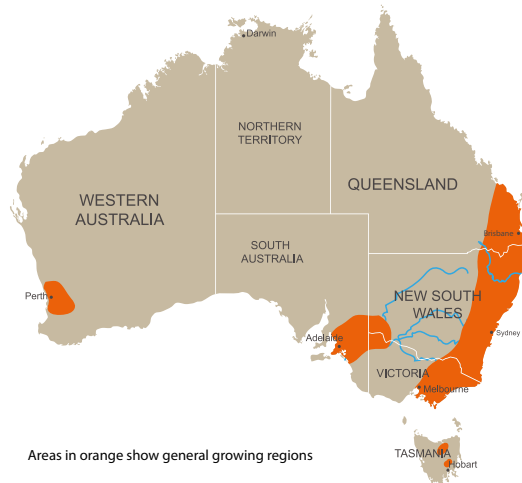 Darwin
NORTHERN
TERRITORY
QUEENSLAND
WESTERN
AUSTRALIA
SOUTH
AUSTRALIA
Brisbane
Perth
NEW SOUTH
WALES
Sydney
Adelaide
VICTORIA
Melbourne
TASMANIA
Hobart
Areas in orange show general growing regions